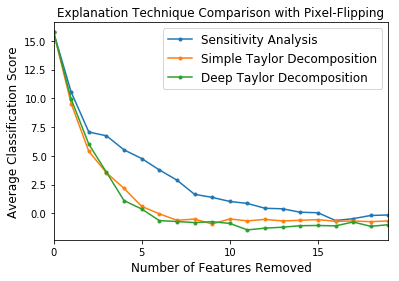 Explanation Technique Comparison with Pixel-Flipping
Sensitivity Analysis
Simple Taylor Decomposition
Deep Taylor Decomposition
Average Classification Score
15.0
12.5
10.0
7.5
5.0
2.5
0.0
0 5 10 15
Number of Features Removed